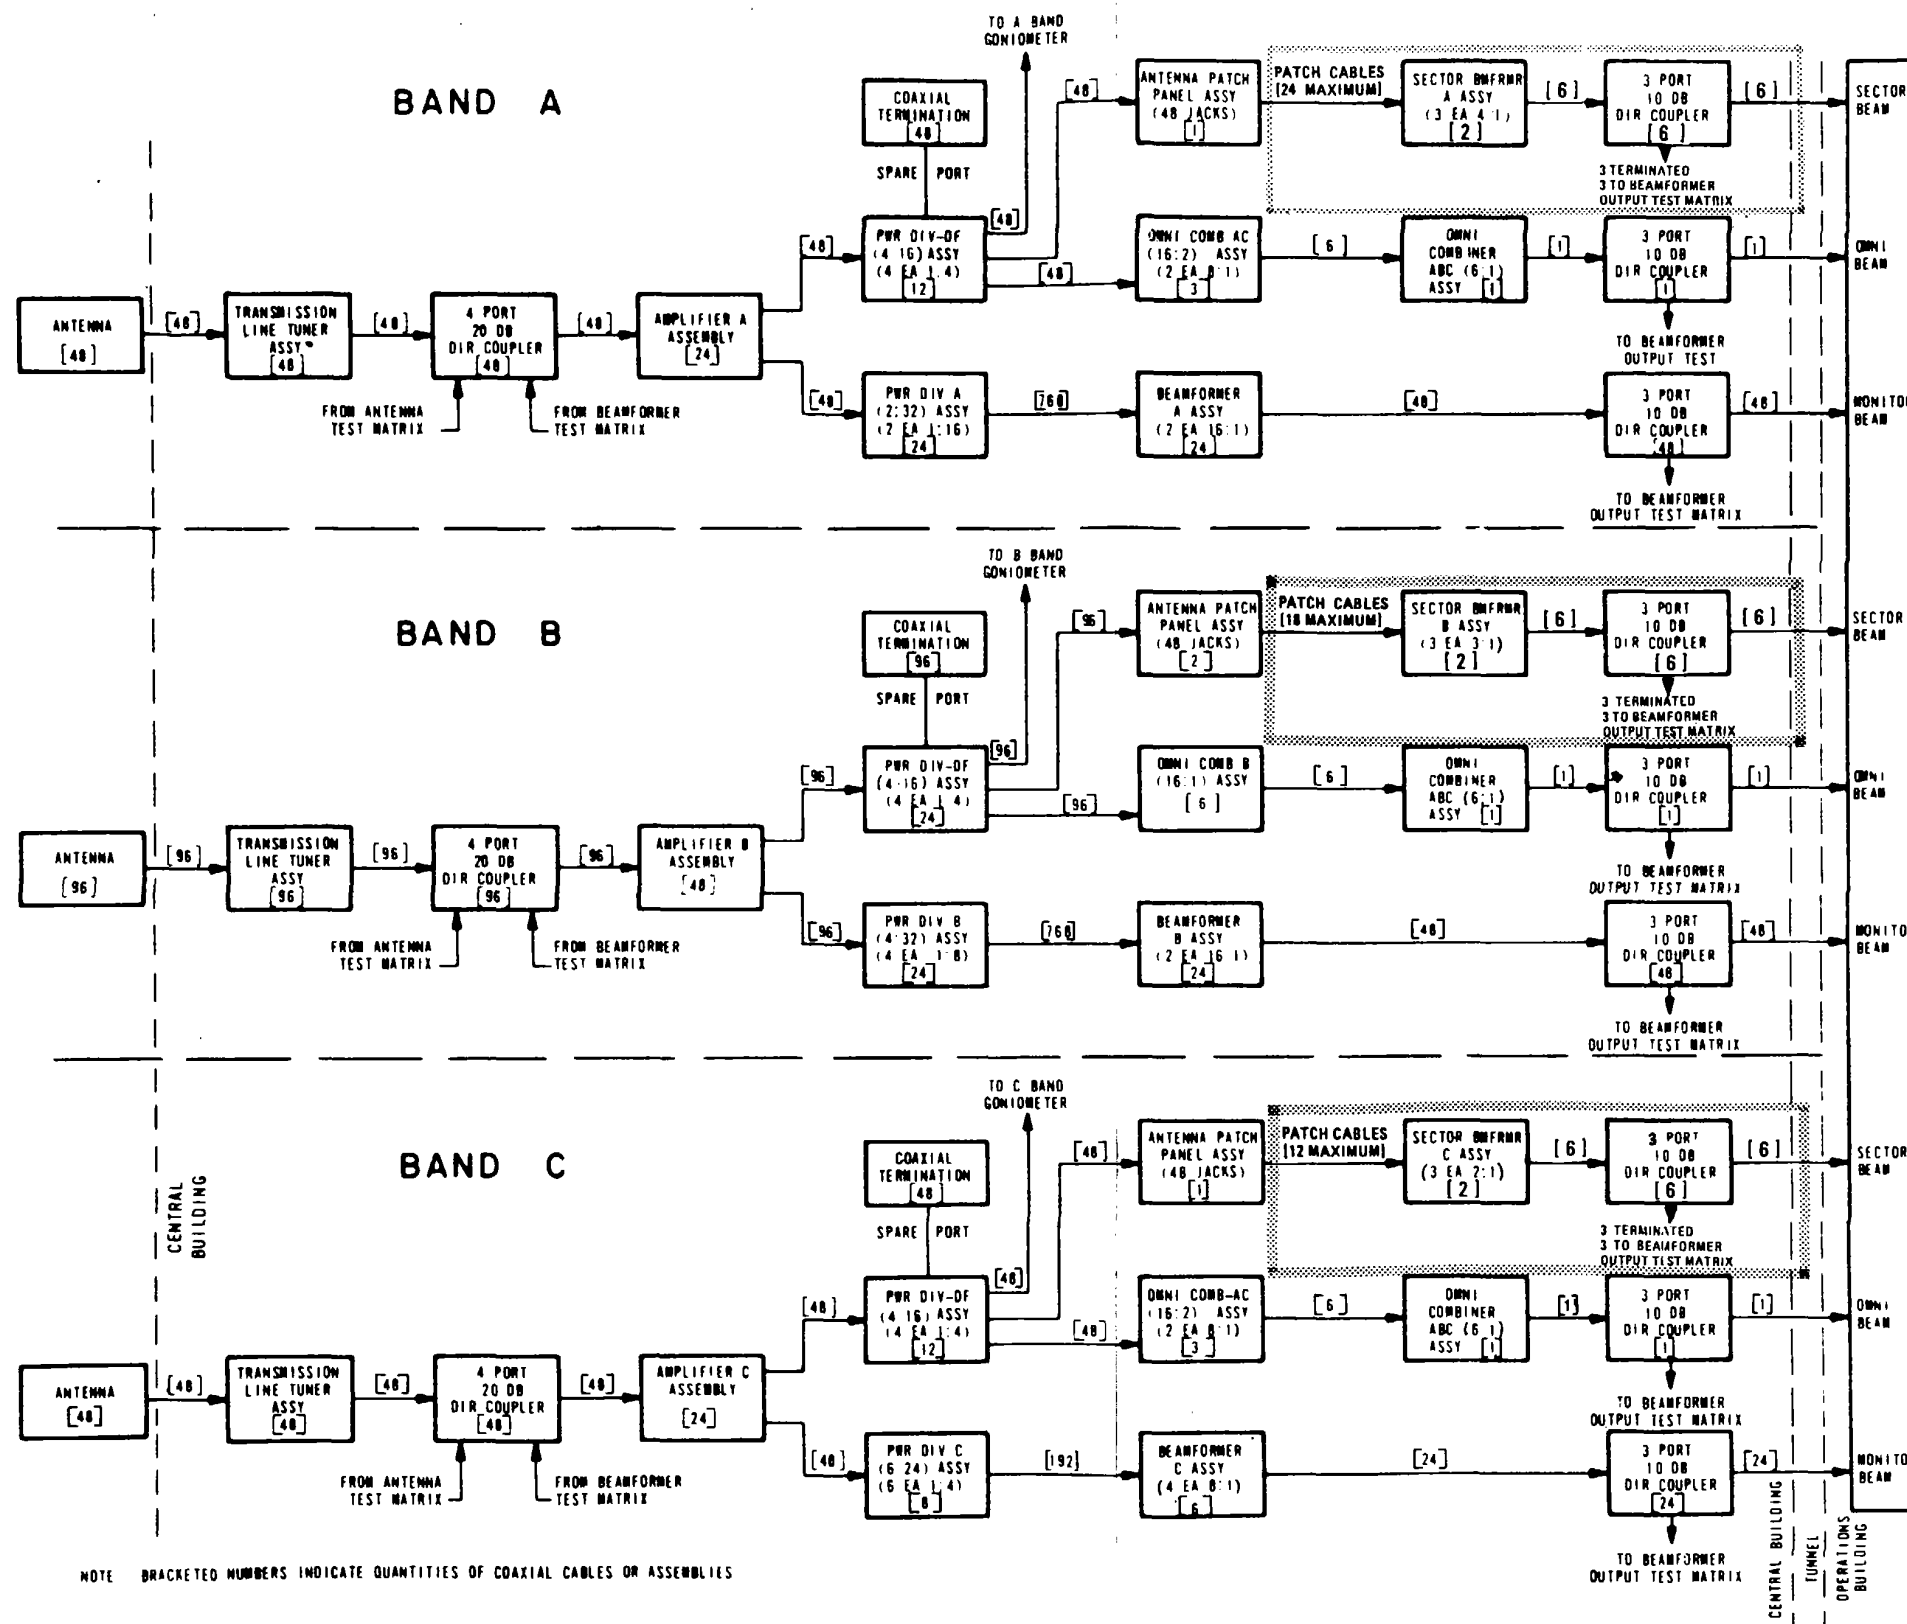 TO A BAND
GONIOMETER
BAND A
COAXIAL
TERMINATION
[48]
SPARE PORT
[48]
[48]
ANTENNA PATCH
PANEL ASSY
(48 JACKS)
[1]
PATCH CABLES
[24 MAXIMUM]
SECTOR BMFRMR
A ASSY
(3 EA 4:1)
[2]
[6]
3 PORT
10 DB
DIR COUPLER
[6]
[6]
SECTOR
BEAM
3 TERMINATED
3 TO BEAMFORMER
OUTPUT TEST MATRIX
ANTENNA
[48]
[48]
TRANSMISSION
LINE TUNER
ASSY
[48]
[48]
4 PORT
20 DB
DIR COUPLER
[48]
FROM ANTENNA
TEST MATRIX
FROM BEAMFORMER
TEST MATRIX
[48]
AMPLIFIER A
ASSEMBLY
[24]
[48]
PWR DIV-DF
(4 16) ASSY
(4 EA 1:4)
[12]
[48]
OMNI COMB AC
(16:2) ASSY
(2 EA 8:1)
[3]
[6]
OMNI
COMBINER
ABC (6:1)
ASSY [1]
[1]
3 PORT
10 DB
DIR COUPLER
[1]
[1]
OMNI
BEAM
TO BEAMFORMER
OUTPUT TEST
[48]
PWR DIV A
(2:32) ASSY
(2 EA 1:16)
[24]
[768]
BEAMFORMER
A ASSY
(2 EA 16:1)
[24]
[48]
3 PORT
10 DB
DIR COUPLER
[48]
[48]
MONITO
BEAM
TO BEAMFORMER
OUTPUT TEST MATRIX
TO B BAND
GONIOMETER
BAND B
COAXIAL
TERMINATION
[96]
SPARE PORT
[96]
[96]
ANTENNA PATCH
PANEL ASSY
(48 JACKS)
[2]
PATCH CABLES
[18 MAXIMUM]
SECTOR BMFRMR
B ASSY
(3 EA 3:1)
[2]
[6]
3 PORT
10 DB
DIR COUPLER
[6]
[6]
SECTOR
BEAM
3 TERMINATED
3 TO BEAMFORMER
OUTPUT TEST MATRIX
ANTENNA
[96]
[96]
TRANSMISSION
LINE TUNER
ASSY
[96]
[96]
4 PORT
20 DB
DIR COUPLER
[96]
FROM ANTENNA
TEST MATRIX
FROM BEAMFORMER
TEST MATRIX
[96]
AMPLIFIER B
ASSEMBLY
[48]
[96]
PWR DIV-DF
(4·16) ASSY
(4 EA 1:4)
[24]
[96]
OMNI COMB B
(16:1) ASSY
[6]
[6]
OMNI
COMBINER
ABC (6:1)
ASSY [1]
[1]
3 PORT
10 DB
DIR COUPLER
[1]
[1]
OMNI
BEAM
TO BEAMFORMER
OUTPUT TEST MATRIX
[96]
PWR DIV B
(4:32) ASSY
(4 EA 1:8)
[24]
[768]
BEAMFORMER
B ASSY
(2 EA 16 1)
[24]
[48]
3 PORT
10 DB
DIR COUPLER
[48]
[48]
MONITO
BEAM
TO BEAMFORMER
OUTPUT TEST MATRIX
TO C BAND
GONIOMETER
BAND C
COAXIAL
TERMINATION
[48]
SPARE PORT
[48]
[48]
ANTENNA PATCH
PANEL ASSY
(48 JACKS)
[1]
PATCH CABLES
[12 MAXIMUM]
SECTOR BMFRMR
C ASSY
(3 EA 2:1)
[2]
[6]
3 PORT
10 DB
DIR COUPLER
[6]
[6]
SECTOR
BEAM
3 TERMINATED
3 TO BEAMFORMER
OUTPUT TEST MATRIX
CENTRAL
BUILDING
ANTENNA
[48]
[48]
TRANSMISSION
LINE TUNER
ASSY
[48]
[48]
4 PORT
20 DB
DIR COUPLER
[48]
FROM ANTENNA
TEST MATRIX
FROM BEAMFORMER
TEST MATRIX
[48]
AMPLIFIER C
ASSEMBLY
[24]
[48]
PWR DIV-DF
(4 16) ASSY
(4 EA 1:4)
[12]
[48]
OMNI COMB-AC
(16:2) ASSY
(2 EA 8:1)
[3]
[6]
OMNI
COMBINER
ABC (6 1)
ASSY [1]
[1]
3 PORT
10 DB
DIR COUPLER
[1]
[1]
OMNI
BEAM
TO BEAMFORMER
OUTPUT TEST MATRIX
[48]
PWR DIV C
(6 24) ASSY
(6 EA 1:4)
[8]
[192]
BEAMFORMER
C ASSY
(4 EA 8:1)
[6]
[24]
3 PORT
10 DB
DIR COUPLER
[24]
[24]
MONITO
BEAM
TO BEAMFORMER
OUTPUT TEST MATRIX
CENTRAL BUILDING
TUNNEL
OPERATIONS
BUILDING
NOTE BRACKETED NUMBERS INDICATE QUANTITIES OF COAXIAL CABLES OR ASSEMBLIES